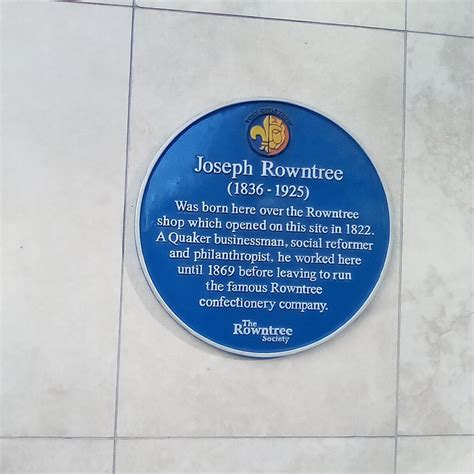 Joseph Rowntree
(1836 - 1925)
Was born here over the Rowntree
shop which opened on this site in 1822.
A Quaker businessman, social reformer
and philanthropist, he worked here
until 1869 before leaving to run
the famous Rowntree
confectionery company.
The
Rowntree
Society